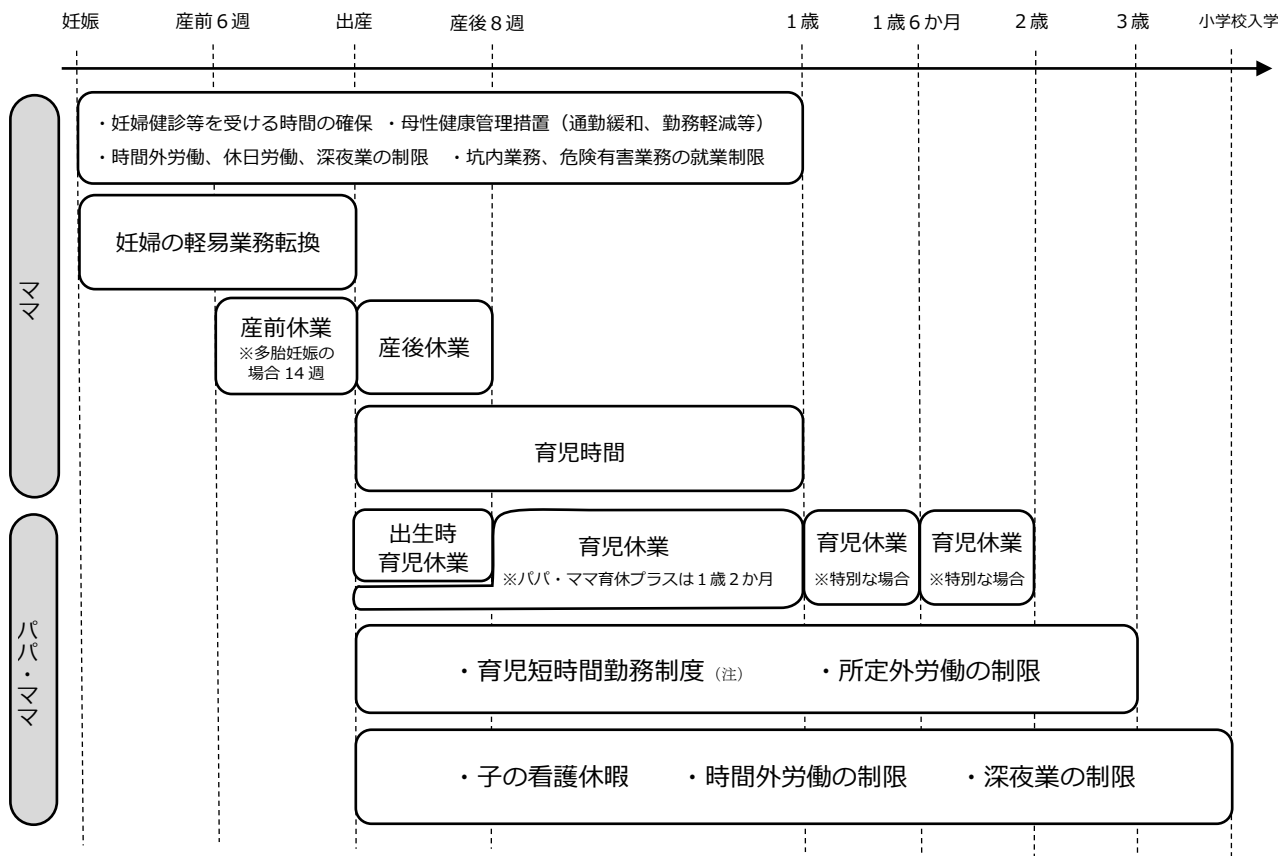 妊娠 産前６週 出産 産後８週 １歳 １歳６か月 ２歳 ３歳 小学校入学
ママ
・妊婦健診等を受ける時間の確保 ・母性健康管理措置（通勤緩和、勤務軽減等）
・時間外労働、休日労働、深夜業の制限 ・坑内業務、危険有害業務の就業制限
妊婦の軽易業務転換
産前休業
※多胎妊娠の
場合 14 週
産後休業
育児時間
パパ・ママ
出生時
育児休業
育児休業
※パパ・ママ育休プラスは１歳２か月
育児休業
※特別な場合
育児休業
※特別な場合
・育児短時間勤務制度（注） ・所定外労働の制限
・子の看護休暇 ・時間外労働の制限 ・深夜業の制限